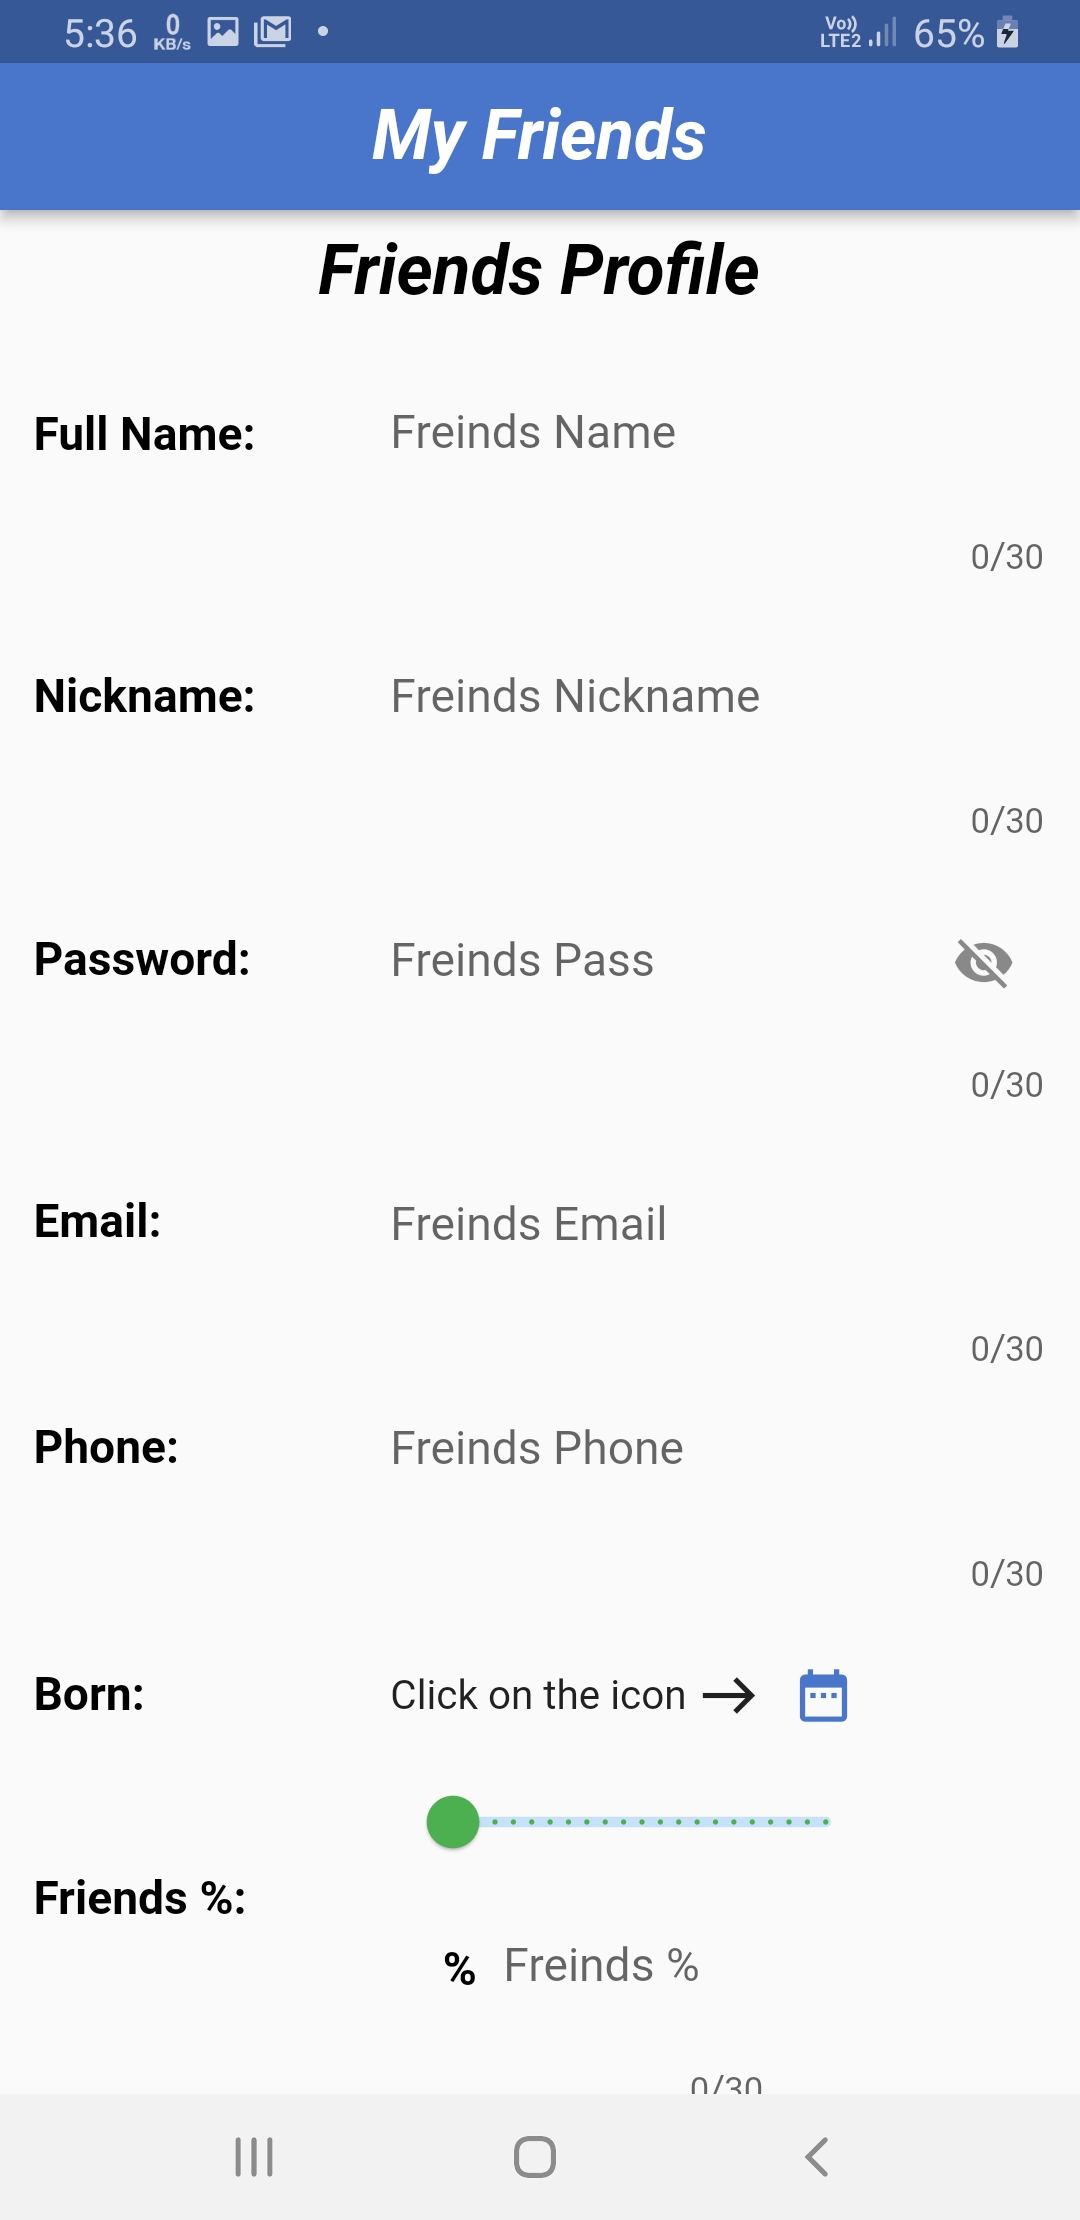 5:36 0 KB/s Vo)) LTE2 65%
My Friends
Friends Profile
Full Name: Freinds Name
0/30
Nickname: Freinds Nickname
0/30
Password: Freinds Pass
0/30
Email: Freinds Email
0/30
Phone: Freinds Phone
0/30
Born: Click on the icon →
Friends %:
% Freinds %
0/30